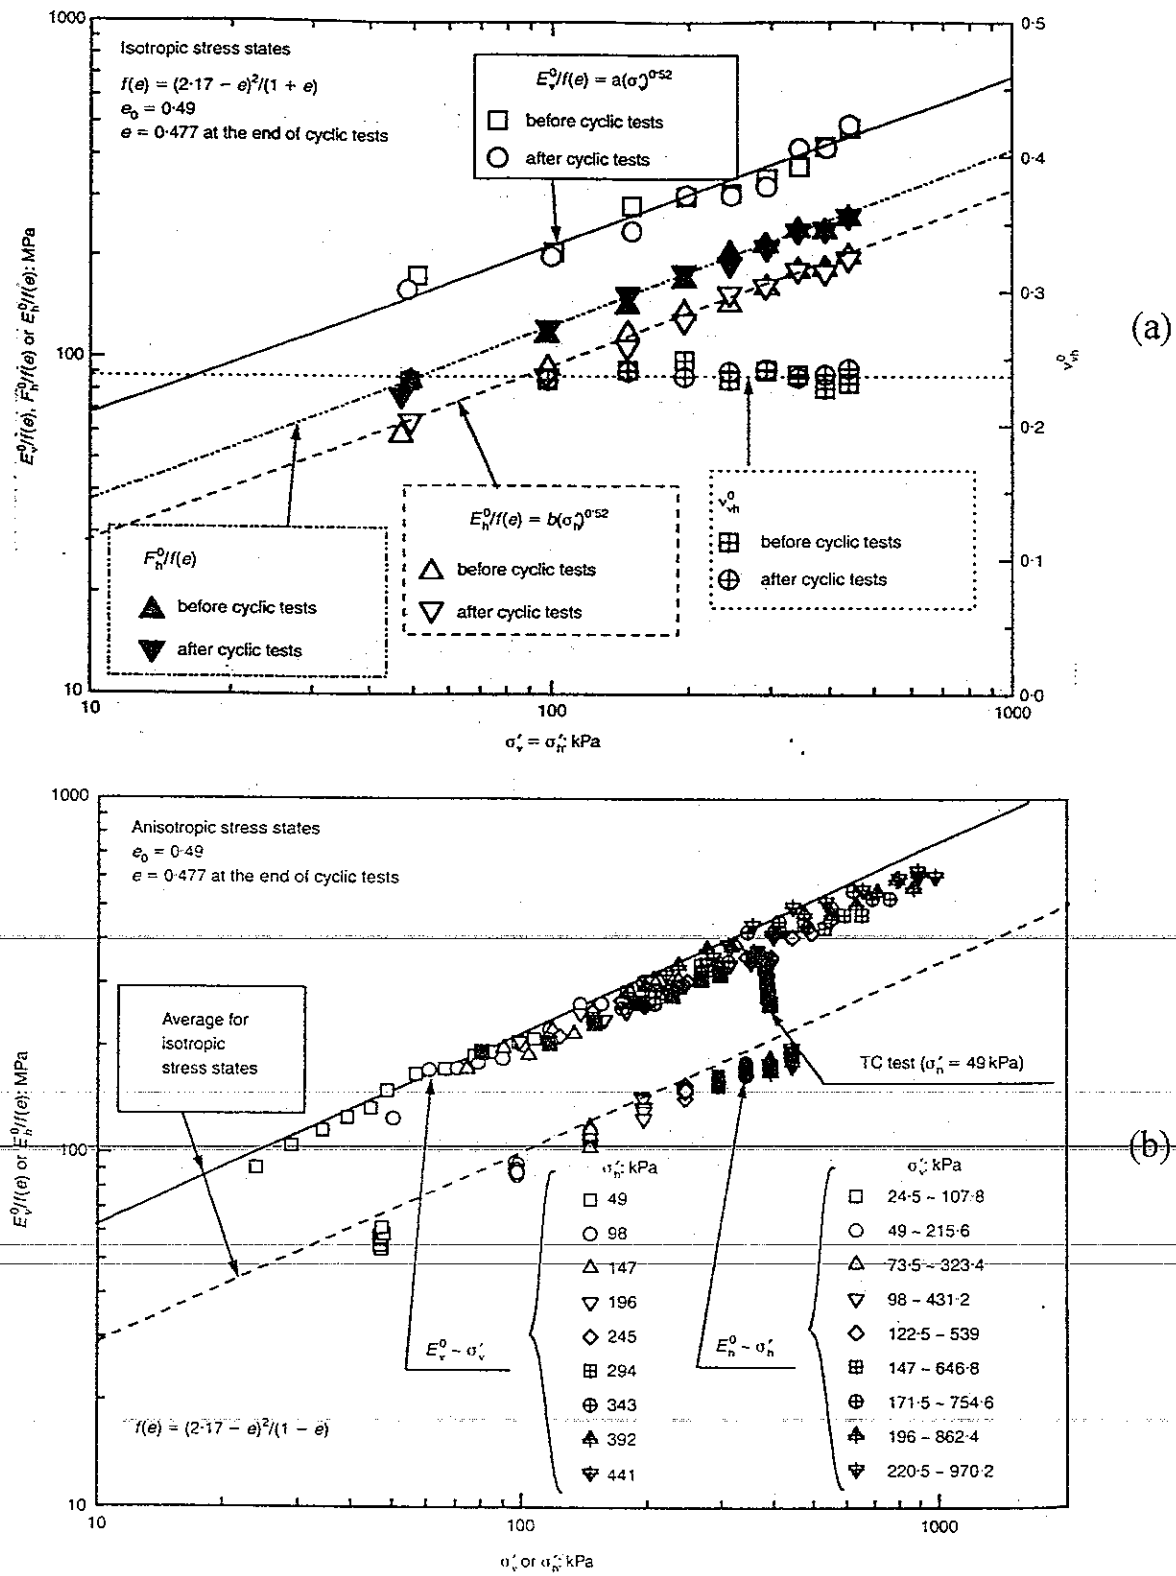 1000
0·5
Isotropic stress states
f(e) = (2·17 − e)²/(1 + e)
e₀ = 0·49
e = 0·477 at the end of cyclic tests
E⁰ᵥ/f(e) = a(σ′ᵥ)⁰·⁵²
before cyclic tests
after cyclic tests
0·4
E⁰ᵥ/f(e), F⁰ₕ/f(e) or E⁰ₕ/f(e): MPa
0·3
(a)
ν⁰ᵥₕ
100
0·2
F⁰ₕ/f(e)
before cyclic tests
after cyclic tests
E⁰ₕ/f(e) = b(σ′ₕ)⁰·⁵²
before cyclic tests
after cyclic tests
ν⁰ᵥₕ
before cyclic tests
after cyclic tests
0·1
10
0·0
10
100
1000
σ′ᵥ = σ′ₕ: kPa
1000
Anisotropic stress states
e₀ = 0·49
e = 0·477 at the end of cyclic tests
Average for
isotropic
stress states
E⁰ᵥ/f(e) or E⁰ₕ/f(e): MPa
TC test (σ′ₕ = 49 kPa)
100
(b)
σ′ₕ: kPa
49
98
147
196
245
294
343
392
441
σ′ᵥ: kPa
24·5 ~ 107·8
49 ~ 215·6
73·5 ~ 323·4
98 ~ 431·2
122·5 ~ 539
147 ~ 646·8
171·5 ~ 754·6
196 ~ 862·4
220·5 ~ 970·2
E⁰ᵥ ~ σ′ᵥ
E⁰ₕ ~ σ′ₕ
f(e) = (2·17 − e)²/(1 − e)
10
10
100
1000
σ′ᵥ or σ′ₕ: kPa